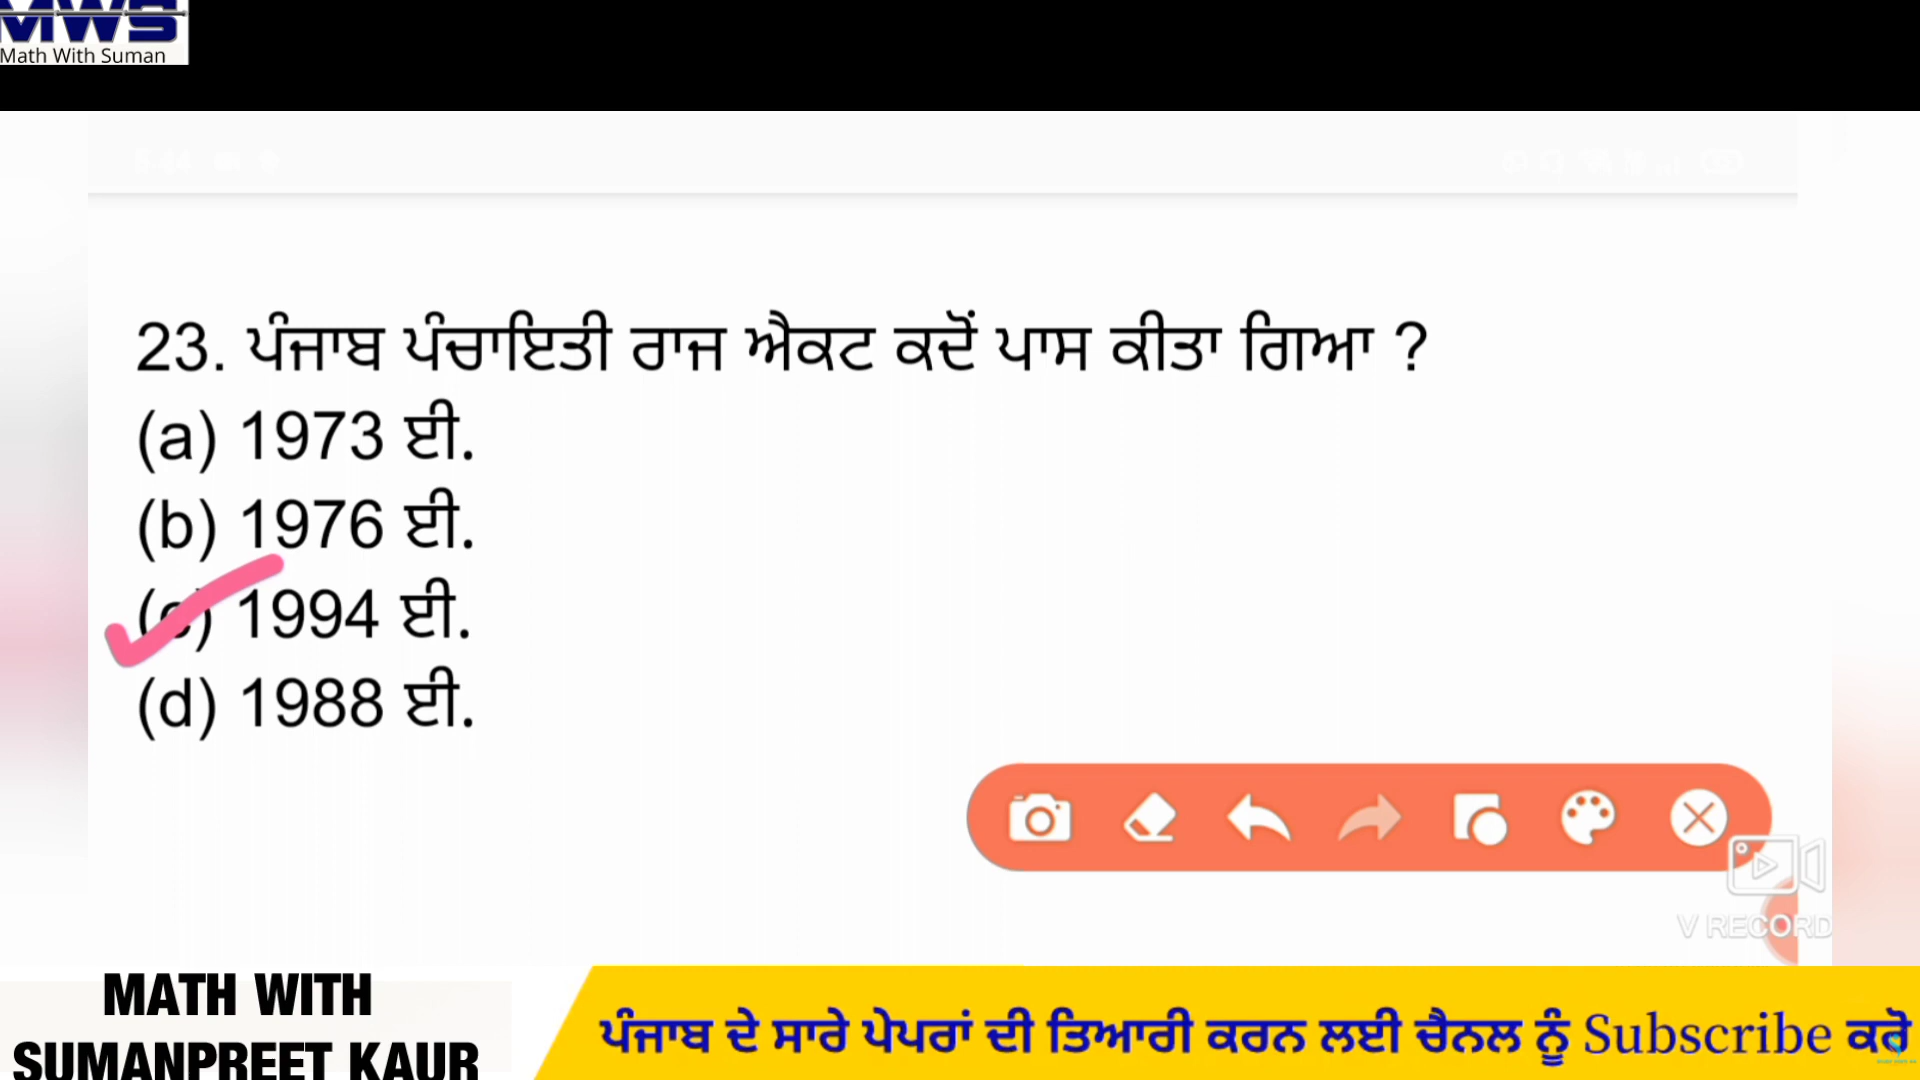 MWS
Math With Suman
23. ਪੰਜਾਬ ਪੰਚਾਇਤੀ ਰਾਜ ਐਕਟ ਕਦੋਂ ਪਾਸ ਕੀਤਾ ਗਿਆ ?
(a) 1973 ਈ.
(b) 1976 ਈ.
(c) 1994 ਈ.
(d) 1988 ਈ.
V RECORD
MATH WITH
SUMANPREET KAUR
ਪੰਜਾਬ ਦੇ ਸਾਰੇ ਪੇਪਰਾਂ ਦੀ ਤਿਆਰੀ ਕਰਨ ਲਈ ਚੈਨਲ ਨੂੰ Subscribe ਕਰੋ